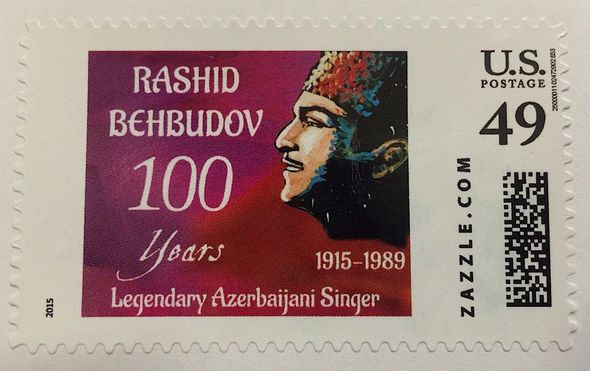 RASHID
BEHBUDOV
100
Years
1915–1989
Legendary Azerbaijani Singer
2015
U.S.
POSTAGE
49
ZAZZLE.COM